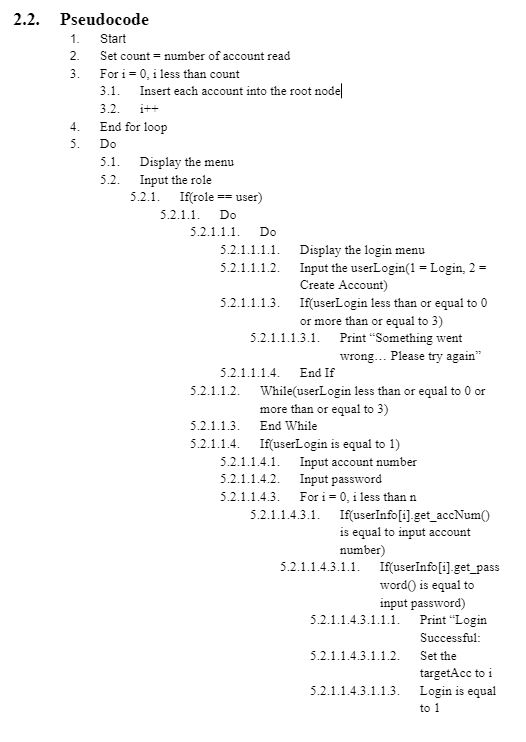 2.2. Pseudocode
1. Start
2. Set count = number of account read
3. For i = 0, i less than count
3.1. Insert each account into the root node
3.2. i++
4. End for loop
5. Do
5.1. Display the menu
5.2. Input the role
5.2.1. If(role == user)
5.2.1.1. Do
5.2.1.1.1. Do
5.2.1.1.1.1. Display the login menu
5.2.1.1.1.2. Input the userLogin(1 = Login, 2 =
Create Account)
5.2.1.1.1.3. If(userLogin less than or equal to 0
or more than or equal to 3)
5.2.1.1.1.3.1. Print “Something went
wrong… Please try again”
5.2.1.1.1.4. End If
5.2.1.1.2. While(userLogin less than or equal to 0 or
more than or equal to 3)
5.2.1.1.3. End While
5.2.1.1.4. If(userLogin is equal to 1)
5.2.1.1.4.1. Input account number
5.2.1.1.4.2. Input password
5.2.1.1.4.3. For i = 0, i less than n
5.2.1.1.4.3.1. If(userInfo[i].get_accNum()
is equal to input account
number)
5.2.1.1.4.3.1.1. If(userInfo[i].get_pass
word() is equal to
input password)
5.2.1.1.4.3.1.1.1. Print “Login
Successful:
5.2.1.1.4.3.1.1.2. Set the
targetAcc to i
5.2.1.1.4.3.1.1.3. Login is equal
to 1